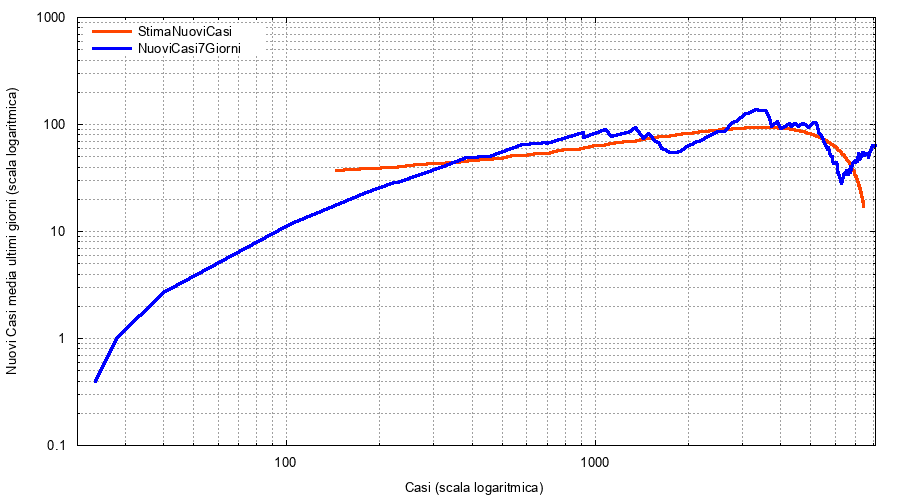 1000
100
10
1
0.1
StimaNuoviCasi
NuoviCasi7Giorni
Nuovi Casi media ultimi giorni (scala logaritmica)
100 1000
Casi (scala logaritmica)